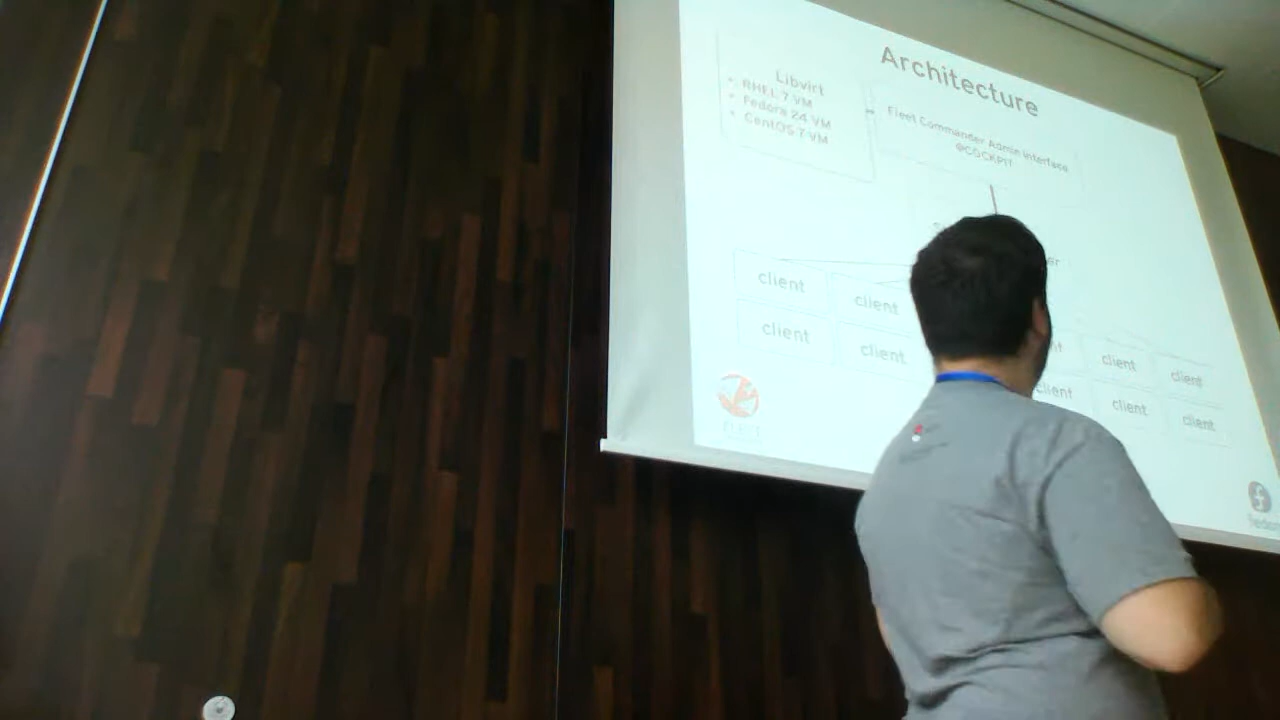 Architecture
Libvirt
• RHEL 7 VM
• Fedora 24 VM
• CentOS 7 VM
Fleet Commander Admin Interface
@COCKPIT
client
client
client
client
client
client
client
client
client
client